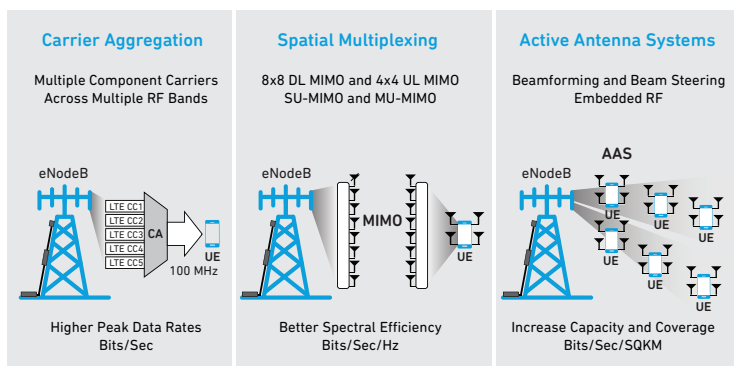 Carrier Aggregation
Multiple Component Carriers
Across Multiple RF Bands
eNodeB
LTE CC1
LTE CC2
LTE CC3
LTE CC4
LTE CC5
CA
UE
100 MHz
Higher Peak Data Rates
Bits/Sec
Spatial Multiplexing
8x8 DL MIMO and 4x4 UL MIMO
SU-MIMO and MU-MIMO
eNodeB
MIMO
UE
Better Spectral Efficiency
Bits/Sec/Hz
Active Antenna Systems
Beamforming and Beam Steering
Embedded RF
AAS
eNodeB
UE
UE
UE
UE
UE
UE
Increase Capacity and Coverage
Bits/Sec/SQKM